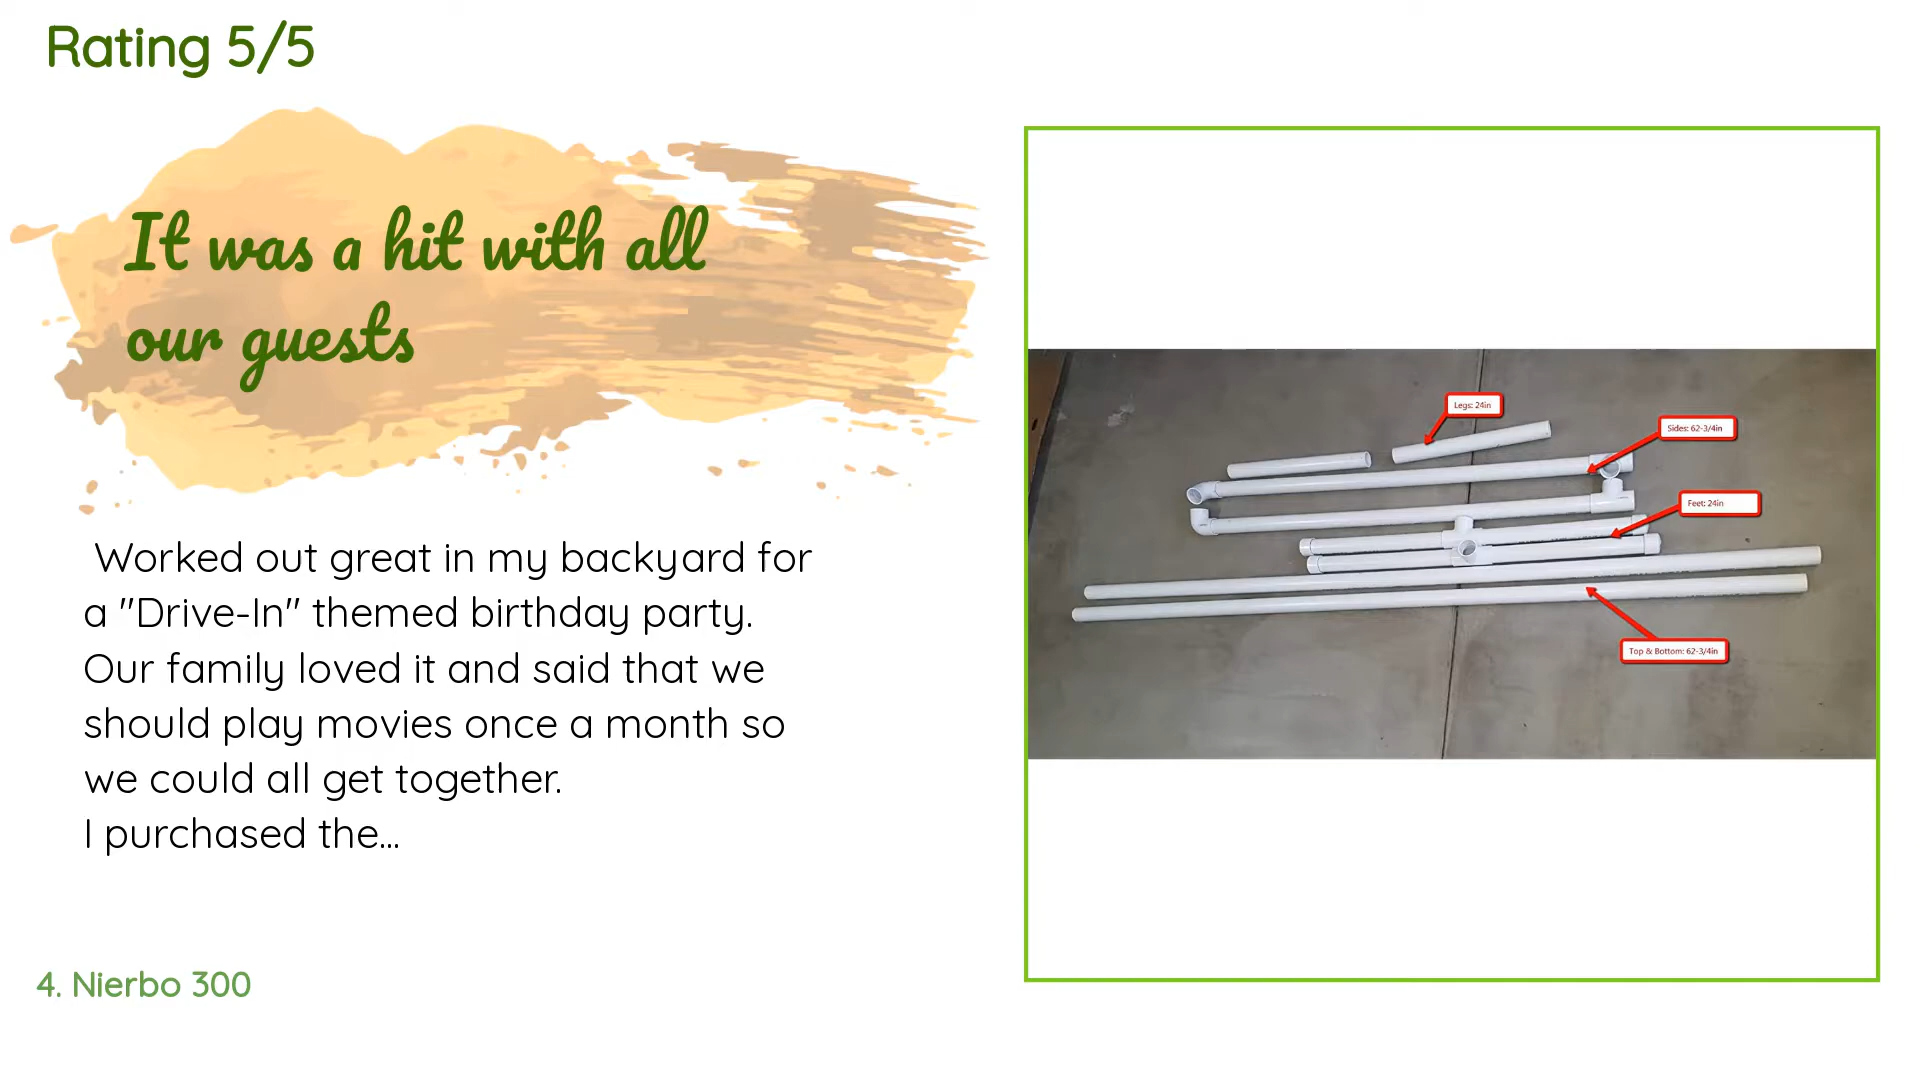 Rating 5/5
It was a hit with all
our guests
Worked out great in my backyard for
a "Drive-In" themed birthday party.
Our family loved it and said that we
should play movies once a month so
we could all get together.
I purchased the...
4. Nierbo 300
Legs: 24in
Sides: 62-3/4in
Feet: 24in
Top & Bottom: 62-3/4in